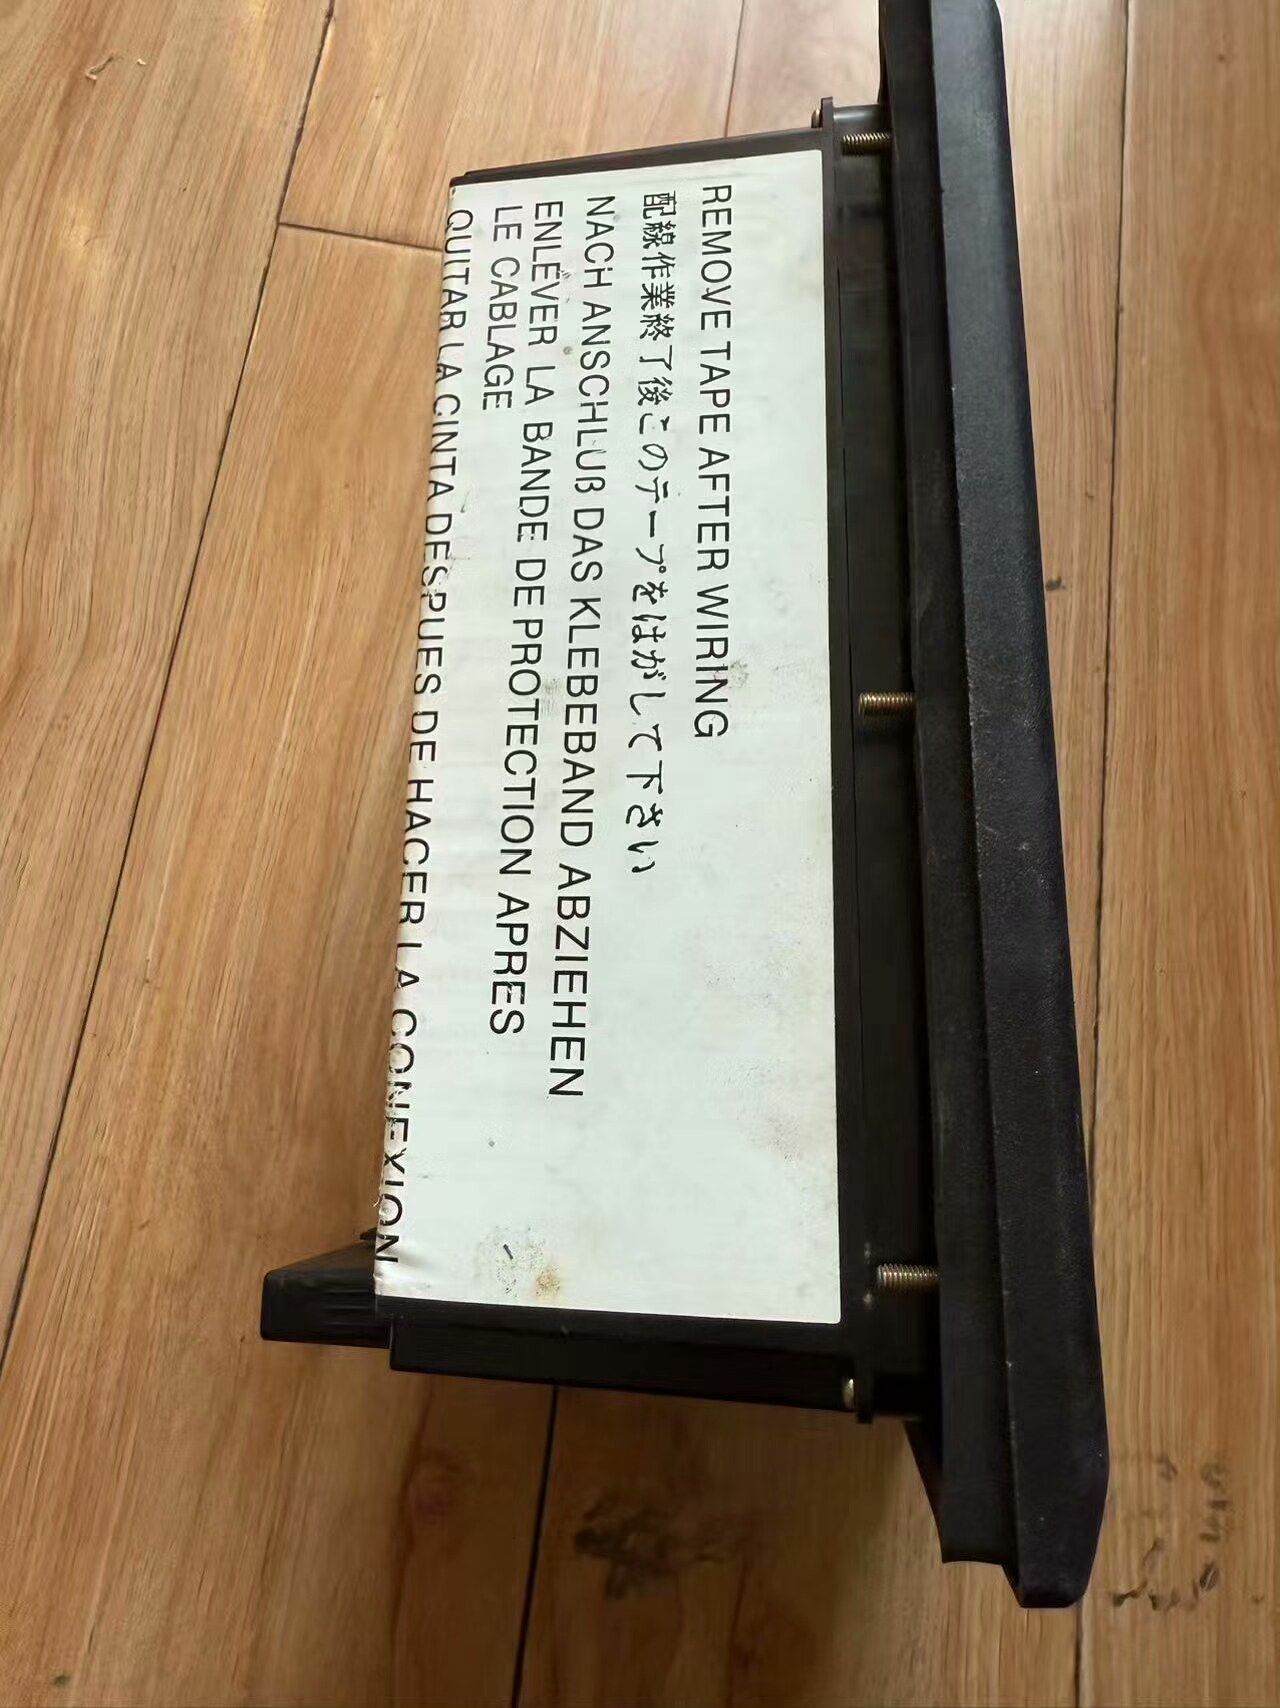 REMOVE TAPE AFTER WIRING
配線作業終了後このテープをはがして下さい
NACH ANSCHLUß DAS KLEBEBAND ABZIEHEN
ENLEVER LA BANDE DE PROTECTION APRES
LE CABLAGE
QUITAR LA CINTA DESPUES DE HACER LA CONEXION